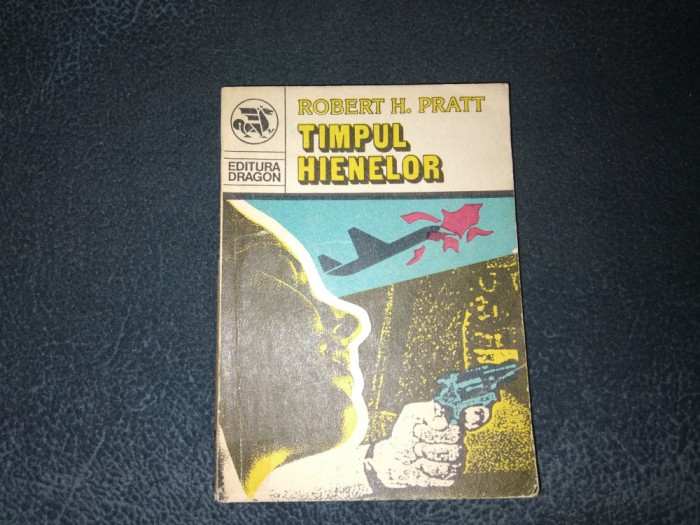 ROBERT H. PRATT
TIMPUL
HIENELOR
EDITURA
DRAGON